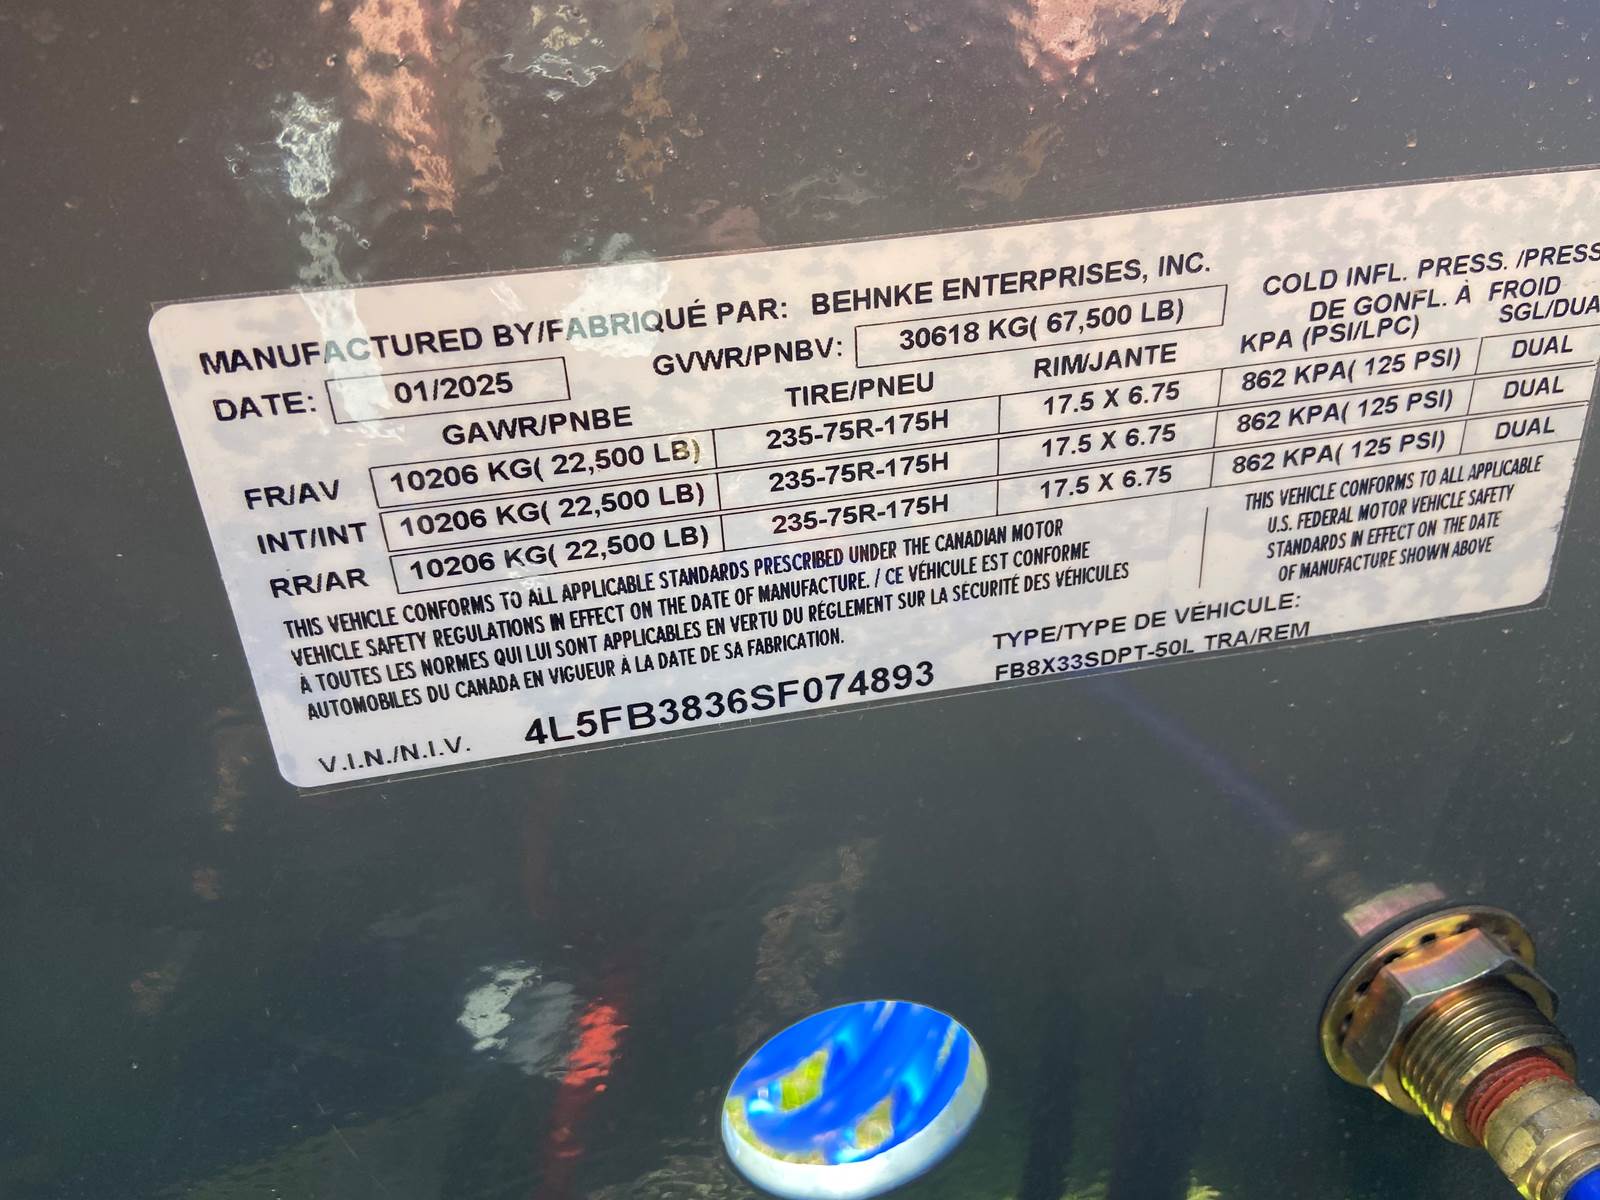 MANUFACTURED BY/FABRIQUÉ PAR: BEHNKE ENTERPRISES, INC.
DATE: 01/2025 GVWR/PNBV: 30618 KG( 67,500 LB)
COLD INFL. PRESS. /PRESS
DE GONFL. À FROID
KPA (PSI/LPC) SGL/DUA
GAWR/PNBE TIRE/PNEU RIM/JANTE
FR/AV 10206 KG( 22,500 LB) 235-75R-175H 17.5 X 6.75 862 KPA( 125 PSI) DUAL
INT/INT 10206 KG( 22,500 LB) 235-75R-175H 17.5 X 6.75 862 KPA( 125 PSI) DUAL
RR/AR 10206 KG( 22,500 LB) 235-75R-175H 17.5 X 6.75 862 KPA( 125 PSI) DUAL
THIS VEHICLE CONFORMS TO ALL APPLICABLE STANDARDS PRESCRIBED UNDER THE CANADIAN MOTOR
VEHICLE SAFETY REGULATIONS IN EFFECT ON THE DATE OF MANUFACTURE. / CE VÉHICULE EST CONFORME
À TOUTES LES NORMES QUI LUI SONT APPLICABLES EN VERTU DU RÉGLEMENT SUR LA SÉCURITÉ DES VÉHICULES
AUTOMOBILES DU CANADA EN VIGUEUR À LA DATE DE SA FABRICATION.
THIS VEHICLE CONFORMS TO ALL APPLICABLE
U.S. FEDERAL MOTOR VEHICLE SAFETY
STANDARDS IN EFFECT ON THE DATE
OF MANUFACTURE SHOWN ABOVE
V.I.N./N.I.V. 4L5FB3836SF074893
TYPE/TYPE DE VÉHICULE:
FB8X33SDPT-50L TRA/REM